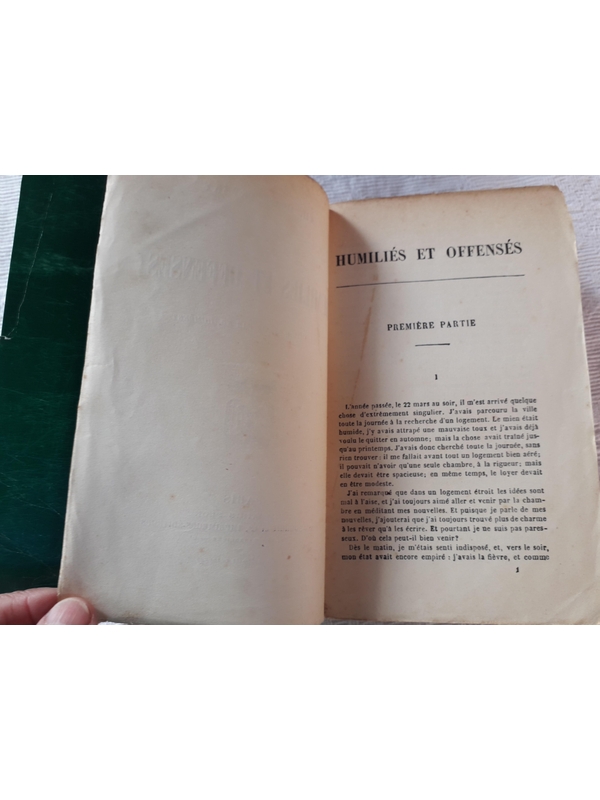 HUMILIÉS ET OFFENSÉS
PREMIÈRE PARTIE
1
L'année passée, le 22 mars au soir, il m'est arrivé quelque
chose d'extrêmement singulier. J'avais parcouru la ville
toute la journée à la recherche d'un logement. Le mien était
humide, j'y avais attrapé une mauvaise toux et j'avais déjà
voulu le quitter en automne; mais la chose avait traîné jus-
qu'au printemps. J'avais donc cherché toute la journée, sans
rien trouver: il me fallait avant tout un logement bien aéré;
il pouvait n'avoir qu'une seule chambre, à la rigueur; mais
elle devait être spacieuse; en même temps, le loyer devait
en être modeste.
J'ai remarqué que dans un logement étroit les idées sont
mal à l'aise, et j'ai toujours aimé aller et venir par la cham-
bre en méditant mes nouvelles. Et puisque je parle de mes
nouvelles, j'ajouterai que j'ai toujours trouvé plus de charme
à les rêver qu'à les écrire. Et pourtant je ne suis pas pares-
seux. D'où cela peut-il bien venir?
Dès le matin, je m'étais senti indisposé, et, vers le soir,
mon état avait encore empiré: j'avais la fièvre, et comme
1